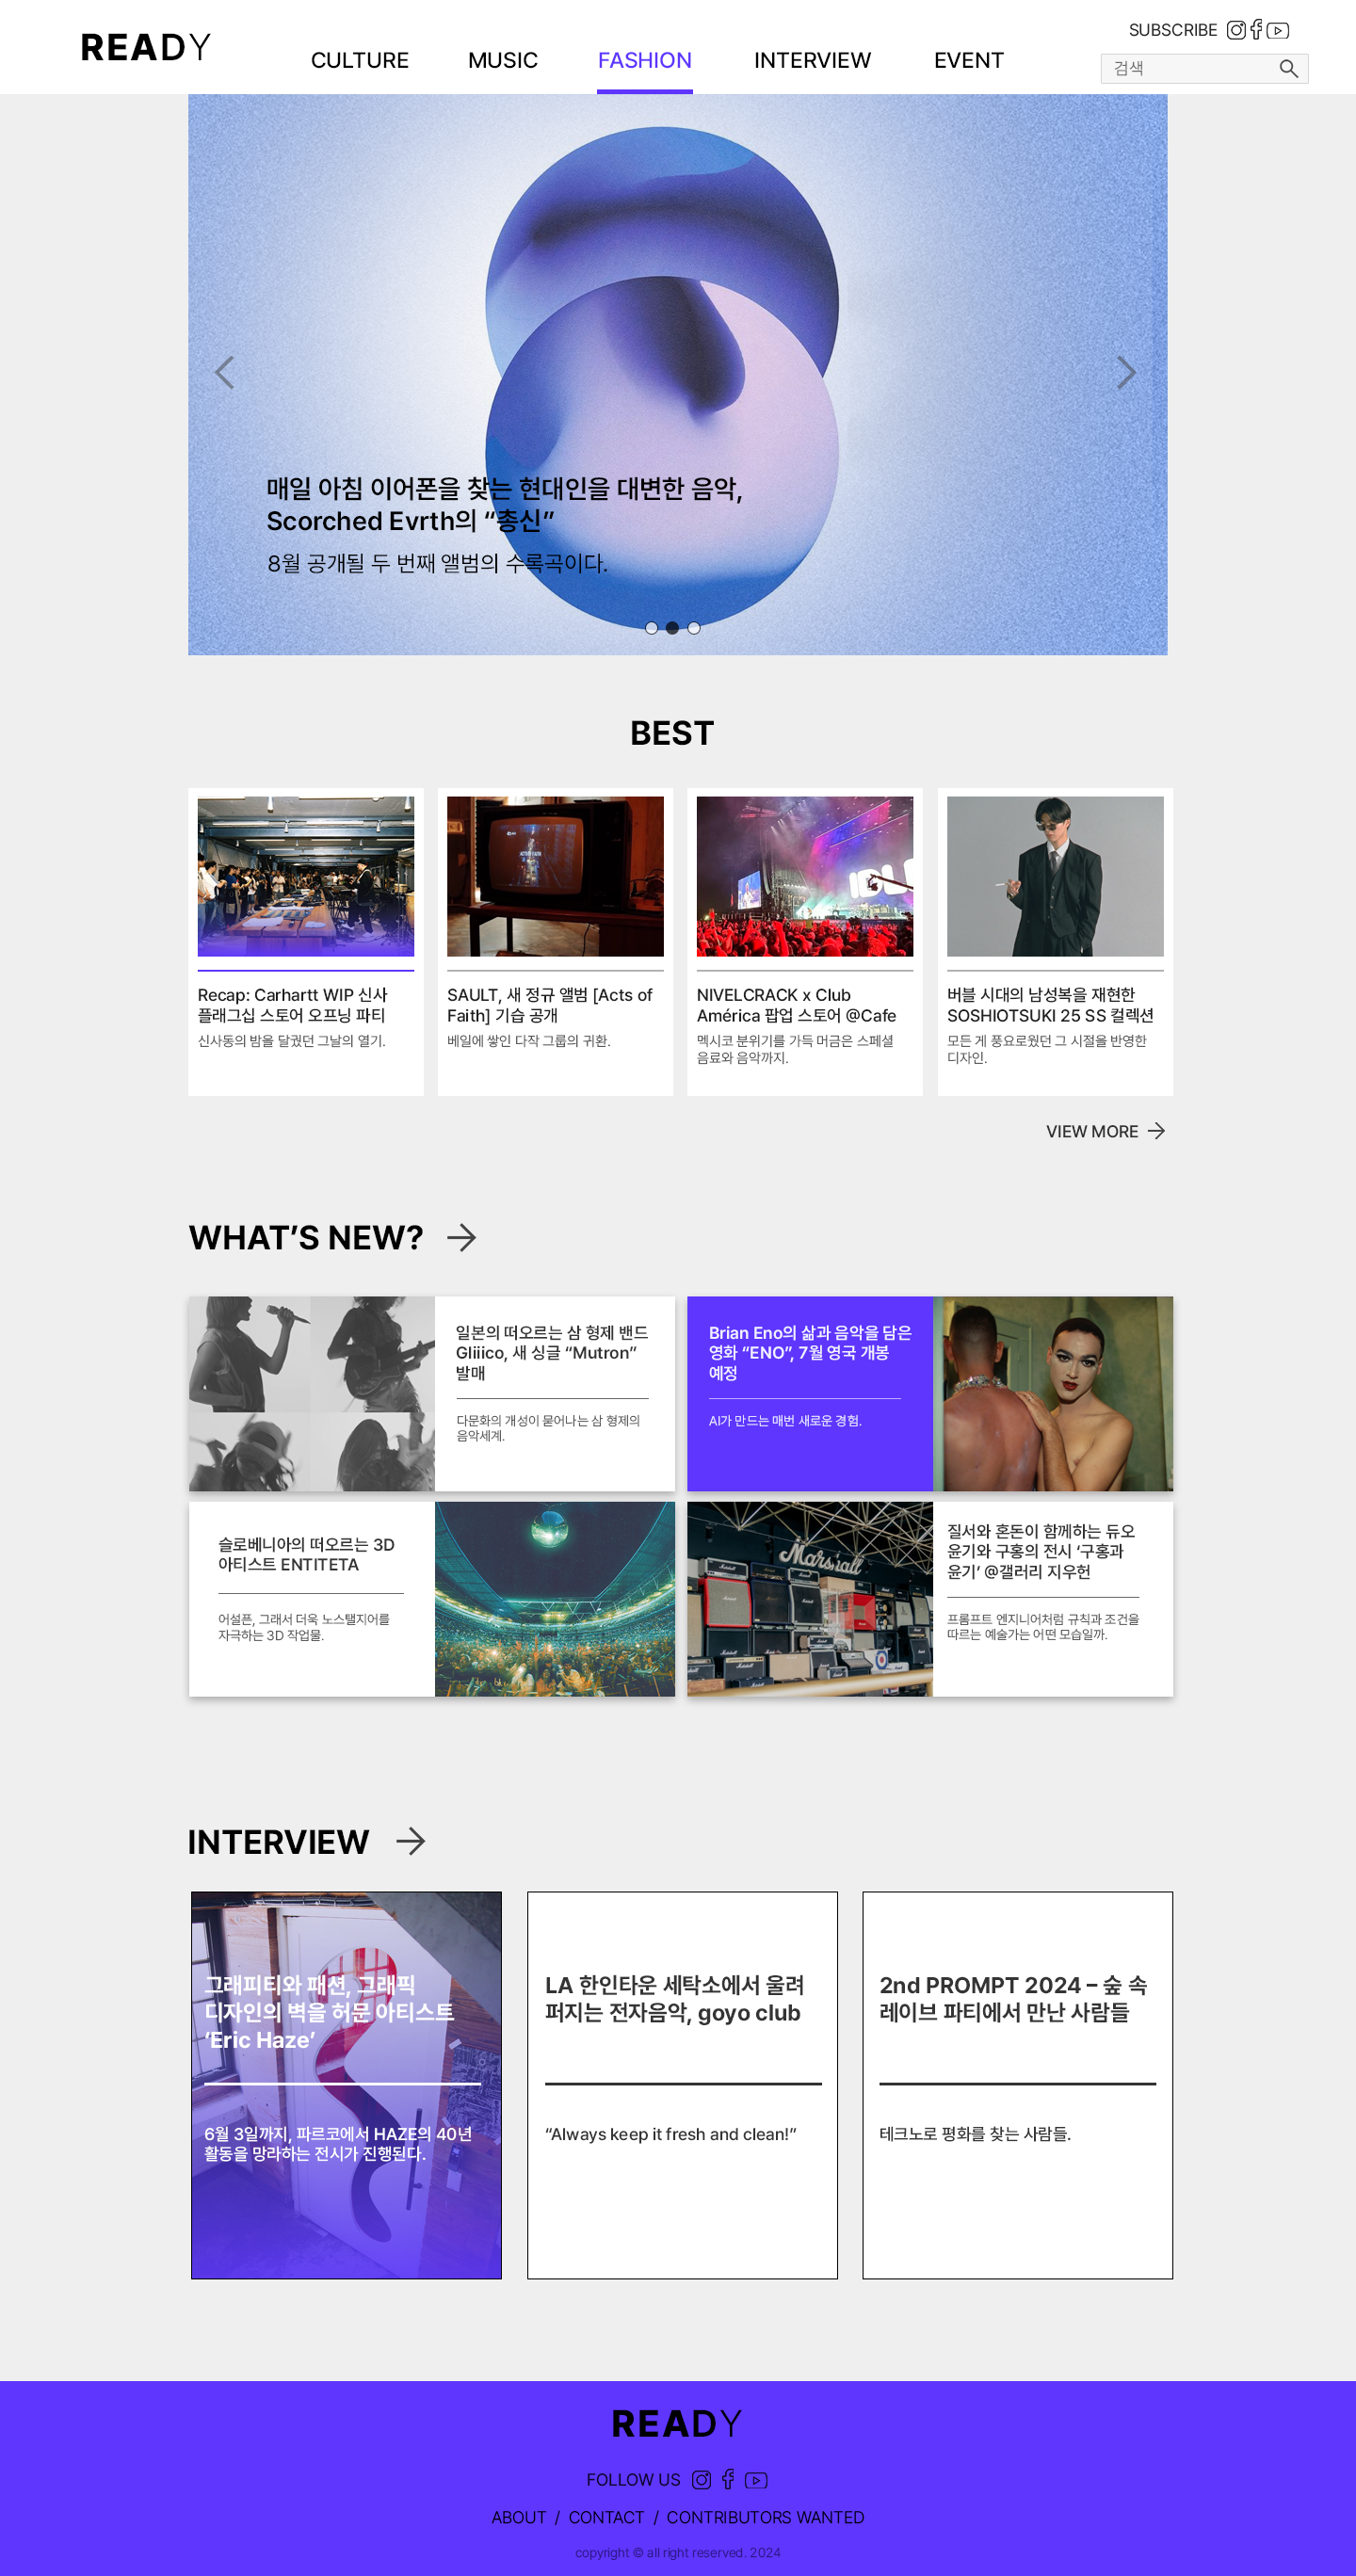 READY
CULTURE
MUSIC
FASHION
INTERVIEW
EVENT
SUBSCRIBE
검색
매일 아침 이어폰을 찾는 현대인을 대변한 음악,
Scorched Evrth의 “총신”
8월 공개될 두 번째 앨범의 수록곡이다.
BEST
IDLE
Recap: Carhartt WIP 신사
플래그십 스토어 오프닝 파티
신사동의 밤을 달궜던 그날의 열기.
SAULT, 새 정규 앨범 [Acts of
Faith] 기습 공개
베일에 쌓인 다작 그룹의 귀환.
NIVELCRACK x Club
América 팝업 스토어 @Cafe
멕시코 분위기를 가득 머금은 스페셜
음료와 음악까지.
버블 시대의 남성복을 재현한
SOSHIOTSUKI 25 SS 컬렉션
모든 게 풍요로웠던 그 시절을 반영한
디자인.
VIEW MORE
WHAT’S NEW?
일본의 떠오르는 삼 형제 밴드
Gliiico, 새 싱글 “Mutron”
발매
다문화의 개성이 묻어나는 삼 형제의
음악세계.
Brian Eno의 삶과 음악을 담은
영화 “ENO”, 7월 영국 개봉
예정
AI가 만드는 매번 새로운 경험.
슬로베니아의 떠오르는 3D
아티스트 ENTITETA
어설픈, 그래서 더욱 노스탤지어를
자극하는 3D 작업물.
Marshall
질서와 혼돈이 함께하는 듀오
윤기와 구홍의 전시 ‘구홍과
윤기’ @갤러리 지우헌
프롬프트 엔지니어처럼 규칙과 조건을
따르는 예술가는 어떤 모습일까.
INTERVIEW
그래피티와 패션, 그래픽
디자인의 벽을 허문 아티스트
‘Eric Haze’
6월 3일까지, 파르코에서 HAZE의 40년
활동을 망라하는 전시가 진행된다.
LA 한인타운 세탁소에서 울려
퍼지는 전자음악, goyo club
“Always keep it fresh and clean!”
2nd PROMPT 2024 – 숲 속
레이브 파티에서 만난 사람들
테크노로 평화를 찾는 사람들.
READY
FOLLOW US
ABOUT / CONTACT / CONTRIBUTORS WANTED
copyright © all right reserved. 2024